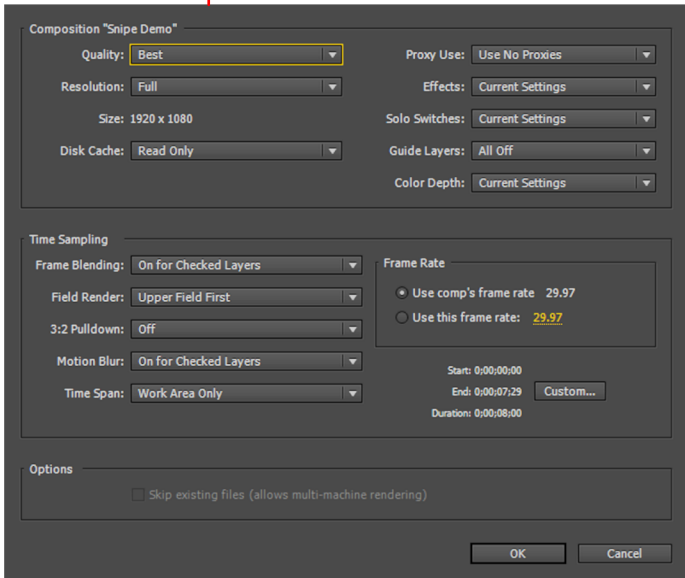 Composition "Snipe Demo"
Quality: Best
Proxy Use: Use No Proxies
Resolution: Full
Effects: Current Settings
Size: 1920 x 1080
Solo Switches: Current Settings
Disk Cache: Read Only
Guide Layers: All Off
Color Depth: Current Settings
Time Sampling
Frame Blending: On for Checked Layers
Field Render: Upper Field First
3:2 Pulldown: Off
Motion Blur: On for Checked Layers
Time Span: Work Area Only
Frame Rate
Use comp's frame rate 29.97
Use this frame rate: 29.97
Start: 0;00;00;00
End: 0;00;07;29
Custom...
Duration: 0;00;08;00
Options
Skip existing files (allows multi-machine rendering)
OK
Cancel